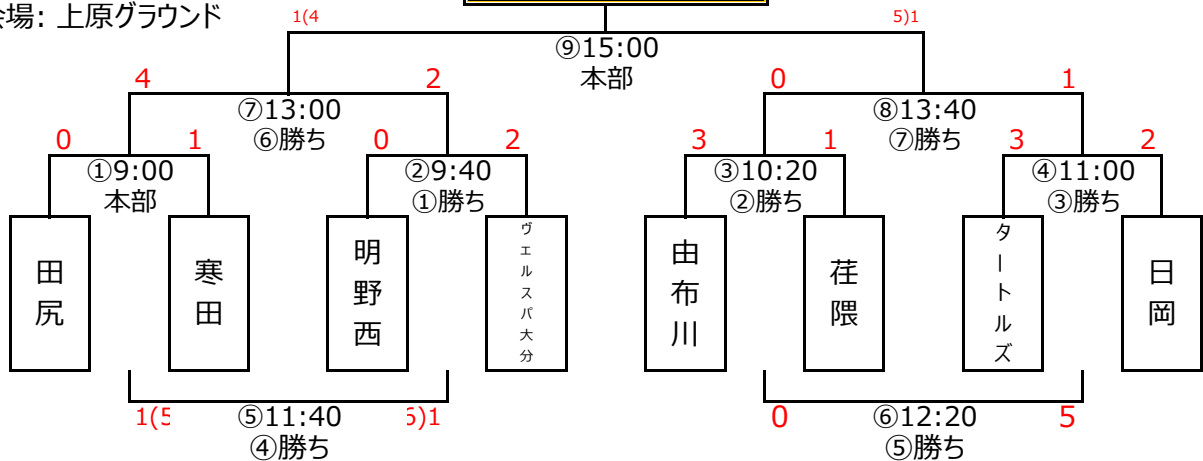 会場: 上原グラウンド
1(4
5)1
⑨15:00
本部
4
2
0
1
⑦13:00
⑥勝ち
⑧13:40
⑦勝ち
0
1
0
2
3
1
3
2
①9:00
本部
②9:40
①勝ち
③10:20
②勝ち
④11:00
③勝ち
田尻
寒田
明野西
ヴェルスパ大分
由布川
荏隈
タートルズ
日岡
1(5
⑤11:40
④勝ち
)1
0
⑥12:20
⑤勝ち
5